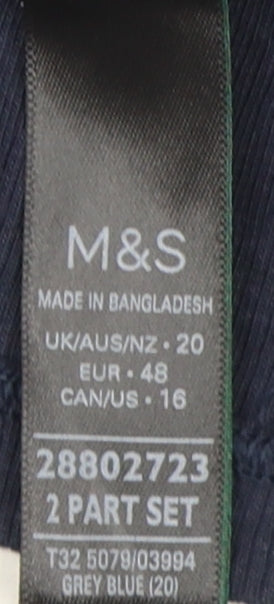 M&S
MADE IN BANGLADESH
UK/AUS/NZ • 20
EUR • 48
CAN/US • 16
28802723
2 PART SET
T32 5079/03994
GREY BLUE (20)